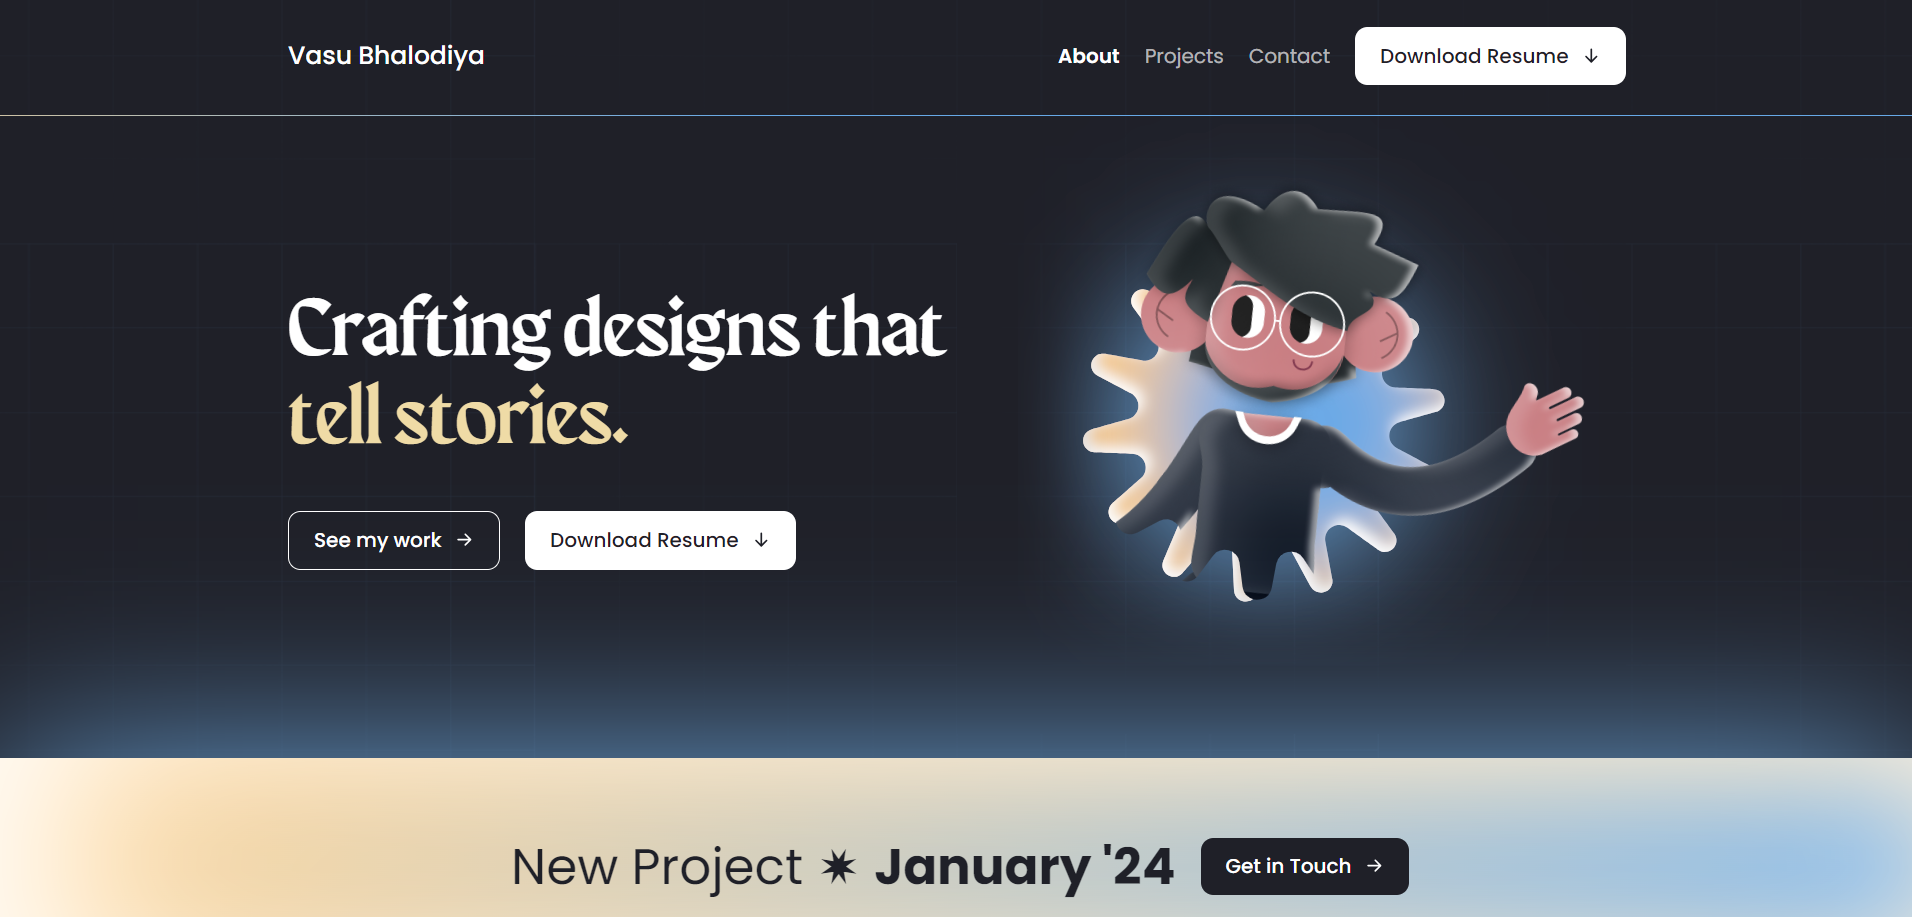 Vasu Bhalodiya
About Projects Contact Download Resume ↓
Crafting designs that
tell stories.
See my work → Download Resume ↓
New Project ✷ January '24 Get in Touch →